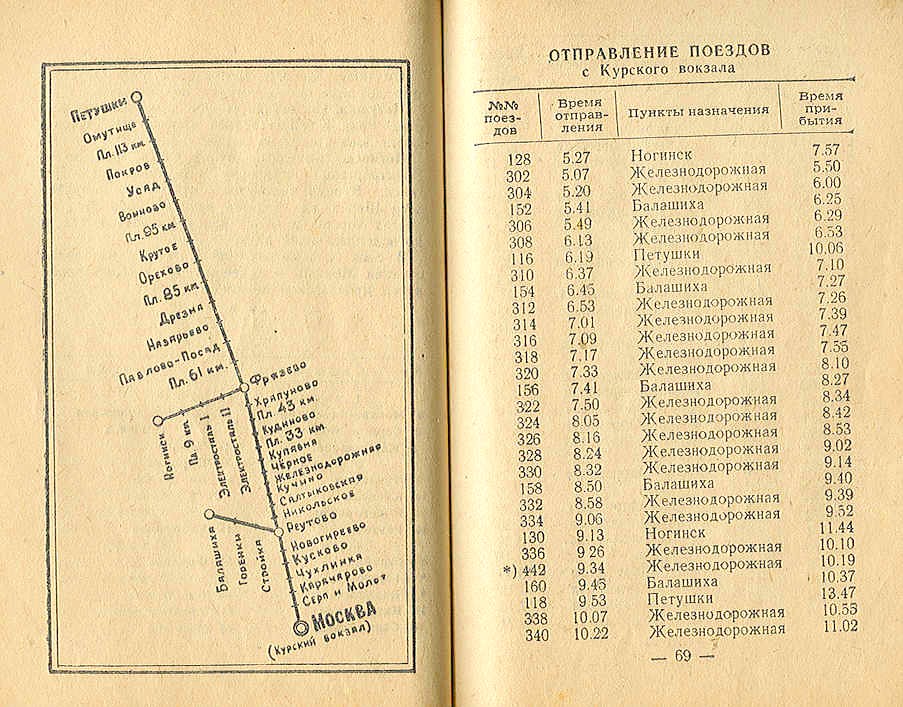 Петушки
Омутище
Пл. 113 км.
Покров
Усад
Воиново
Пл. 95 км.
Крутое
Орехово
Пл. 85 км.
Дрезна
Назарьево
Павлово-Посад
Пл. 61 км.
Фрязево
Хряпуново
Пл. 43 км.
Кудиново
Пл. 33 км.
Купавна
Чёрное
Железнодорожная
Кучино
Салтыковская
Никольское
Реутово
Новогиреево
Кусково
Чухлинка
Карачарово
Серп и Молот
МОСКВА
(Курский вокзал)
Ногинск
Пл. 9 км.
Электросталь I
Электросталь II
Балашиха
Горенки
Стройка
ОТПРАВЛЕНИЕ ПОЕЗДОВ
с Курского вокзала
№№ поез-дов Время отправ-ления Пункты назначения Время при-бытия
128 5.27 Ногинск 7.57
302 5.07 Железнодорожная 5.50
304 5.20 Железнодорожная 6.00
152 5.41 Балашиха 6.25
306 5.49 Железнодорожная 6.29
308 6.13 Железнодорожная 6.53
116 6.19 Петушки 10.06
310 6.37 Железнодорожная 7.10
154 6.45 Балашиха 7.27
312 6.53 Железнодорожная 7.26
314 7.01 Железнодорожная 7.39
316 7.09 Железнодорожная 7.47
318 7.17 Железнодорожная 7.55
320 7.33 Железнодорожная 8.10
156 7.41 Балашиха 8.27
322 7.50 Железнодорожная 8.34
324 8.05 Железнодорожная 8.42
326 8.16 Железнодорожная 8.53
328 8.24 Железнодорожная 9.02
330 8.32 Железнодорожная 9.14
158 8.50 Балашиха 9.40
332 8.58 Железнодорожная 9.39
334 9.06 Железнодорожная 9.52
130 9.13 Ногинск 11.44
336 9 26 Железнодорожная 10.10
*) 442 9.34 Железнодорожная 10.19
160 9.45 Балашиха 10.37
118 9.53 Петушки 13.47
338 10.07 Железнодорожная 10.55
340 10.22 Железнодорожная 11.02
— 69 —